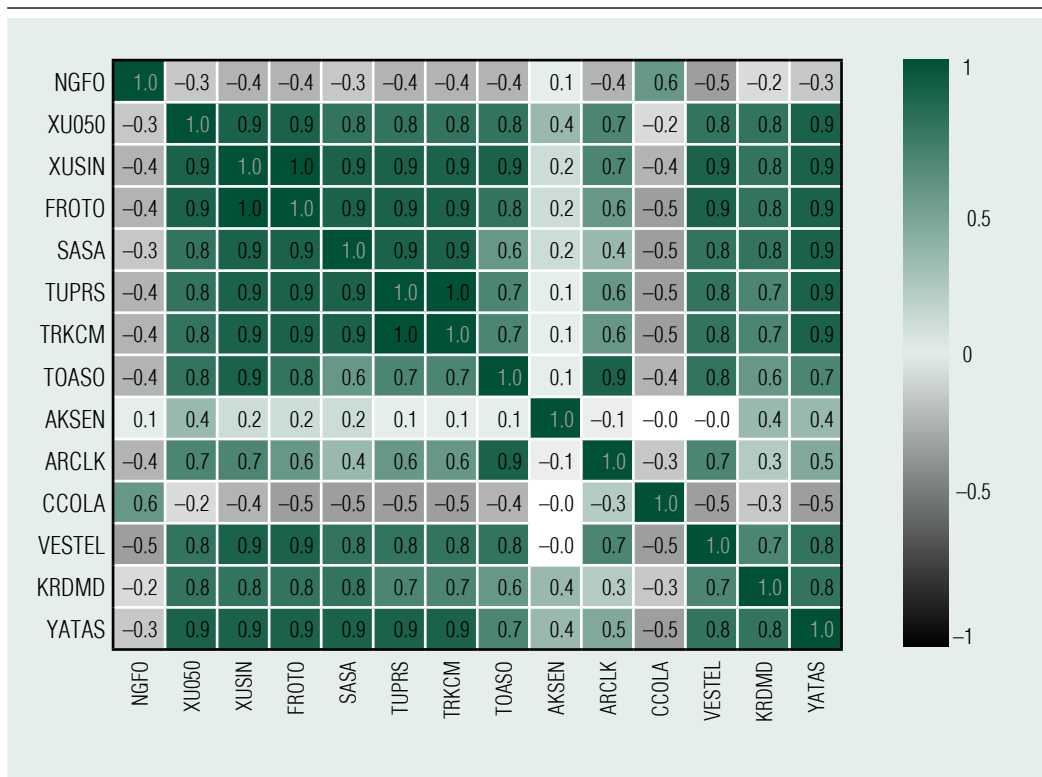 NGFO 1.0 –0.3 –0.4 –0.4 –0.3 –0.4 –0.4 –0.4 0.1 –0.4 0.6 –0.5 –0.2 –0.3
XU050 –0.3 1.0 0.9 0.9 0.8 0.8 0.8 0.8 0.4 0.7 –0.2 0.8 0.8 0.9
XUSIN –0.4 0.9 1.0 1.0 0.9 0.9 0.9 0.9 0.2 0.7 –0.4 0.9 0.8 0.9
FROTO –0.4 0.9 1.0 1.0 0.9 0.9 0.9 0.8 0.2 0.6 –0.5 0.9 0.8 0.9
SASA –0.3 0.8 0.9 0.9 1.0 0.9 0.9 0.6 0.2 0.4 –0.5 0.8 0.8 0.9
TUPRS –0.4 0.8 0.9 0.9 0.9 1.0 1.0 0.7 0.1 0.6 –0.5 0.8 0.7 0.9
TRKCM –0.4 0.8 0.9 0.9 0.9 1.0 1.0 0.7 0.1 0.6 –0.5 0.8 0.7 0.9
TOASO –0.4 0.8 0.9 0.8 0.6 0.7 0.7 1.0 0.1 0.9 –0.4 0.8 0.6 0.7
AKSEN 0.1 0.4 0.2 0.2 0.2 0.1 0.1 0.1 1.0 –0.1 –0.0 –0.0 0.4 0.4
ARCLK –0.4 0.7 0.7 0.6 0.4 0.6 0.6 0.9 –0.1 1.0 –0.3 0.7 0.3 0.5
CCOLA 0.6 –0.2 –0.4 –0.5 –0.5 –0.5 –0.5 –0.4 –0.0 –0.3 1.0 –0.5 –0.3 –0.5
VESTEL –0.5 0.8 0.9 0.9 0.8 0.8 0.8 0.8 –0.0 0.7 –0.5 1.0 0.7 0.8
KRDMD –0.2 0.8 0.8 0.8 0.8 0.7 0.7 0.6 0.4 0.3 –0.3 0.7 1.0 0.8
YATAS –0.3 0.9 0.9 0.9 0.9 0.9 0.9 0.7 0.4 0.5 –0.5 0.8 0.8 1.0
NGFO XU050 XUSIN FROTO SASA TUPRS TRKCM TOASO AKSEN ARCLK CCOLA VESTEL KRDMD YATAS
1
0.5
0
–0.5
–1